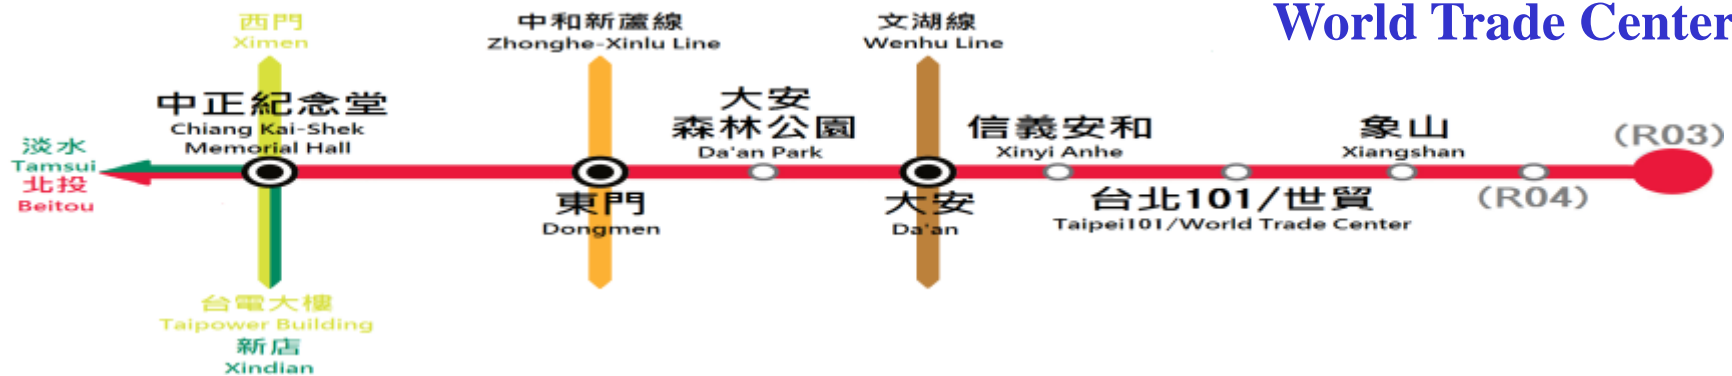 World Trade Center
西門
Ximen
中和新蘆線
Zhonghe-Xinlu Line
文湖線
Wenhu Line
中正紀念堂
Chiang Kai-Shek
Memorial Hall
大安
森林公園
Da'an Park
信義安和
Xinyi Anhe
象山
Xiangshan
(R03)
淡水
Tamsui
北投
Beitou
東門
Dongmen
大安
Da'an
台北101/世貿
Taipei101/World Trade Center
(R04)
台電大樓
Taipower Building
新店
Xindian